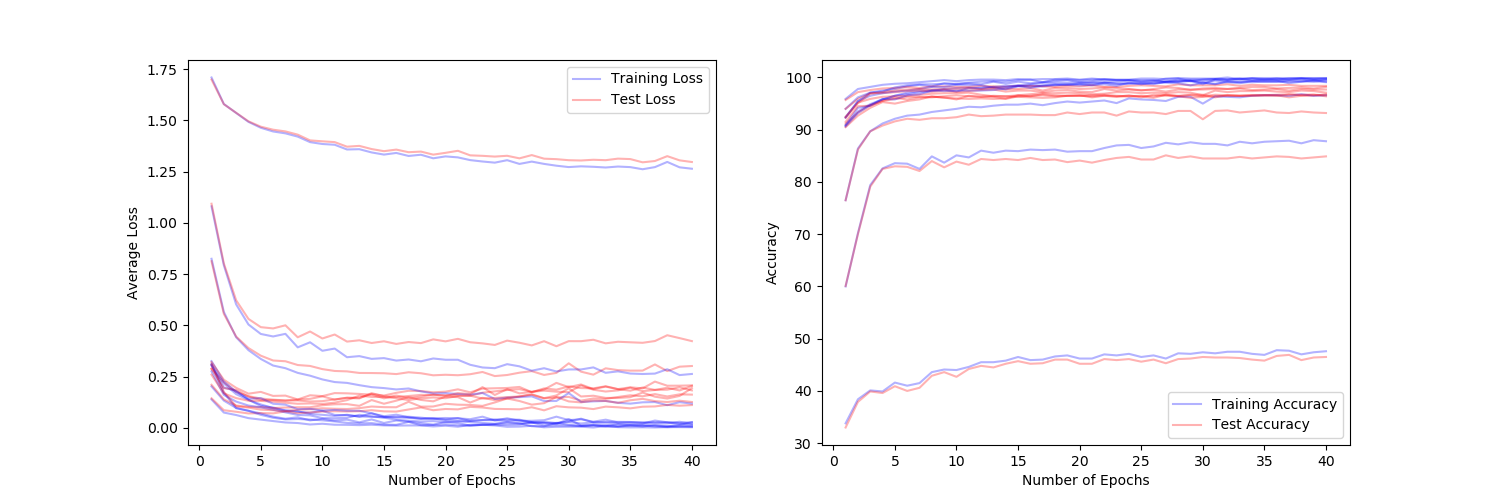 1.75
1.50
1.25
1.00
0.75
0.50
0.25
0.00
Average Loss
0 5 10 15 20 25 30 35 40
Number of Epochs
Training Loss
Test Loss
100
90
80
70
60
50
40
30
Accuracy
0 5 10 15 20 25 30 35 40
Number of Epochs
Training Accuracy
Test Accuracy